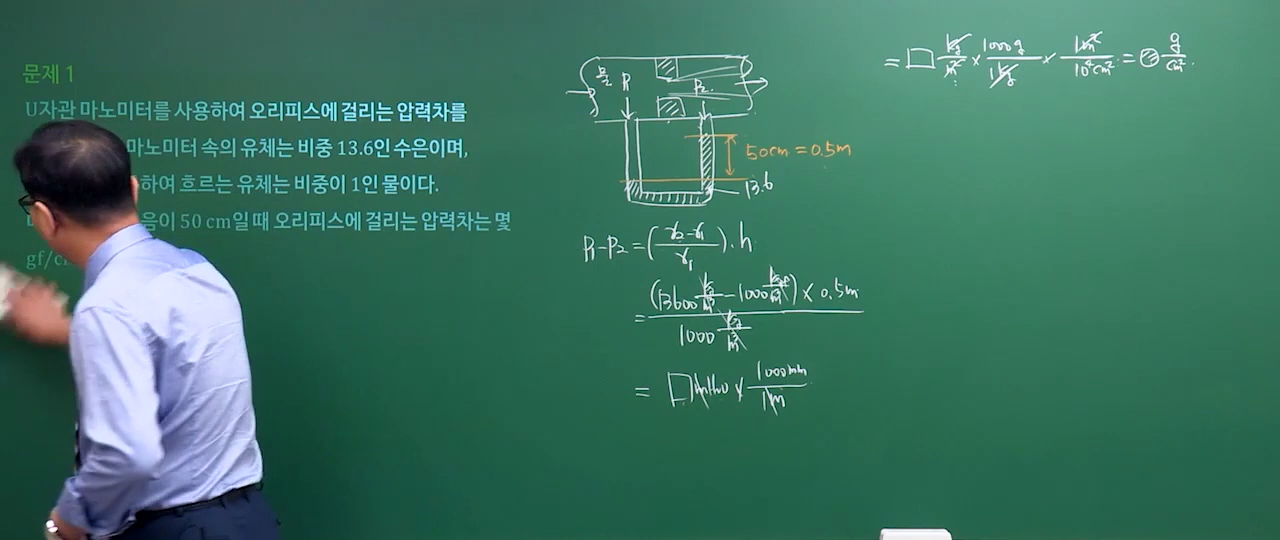 문제 1
U자관 마노미터를 사용하여 오리피스에 걸리는 압력차를
마노미터 속의 유체는 비중 13.6인 수은이며,
하여 흐르는 유체는 비중이 1인 물이다.
음이 50 cm일 때 오리피스에 걸리는 압력차는 몇
gf/c
P₁ P₂
50cm = 0.5m
13.6
P₁-P₂ = (γ₂-γ₁/γ₁)·h
= (13600 kg/m³ - 1000 kg/m³) × 0.5m / 1000 kg/m³
= □ × 1000mm/1m
= □ kg/m² × 1000g/1kg × 1m²/10⁴cm² = g/cm²